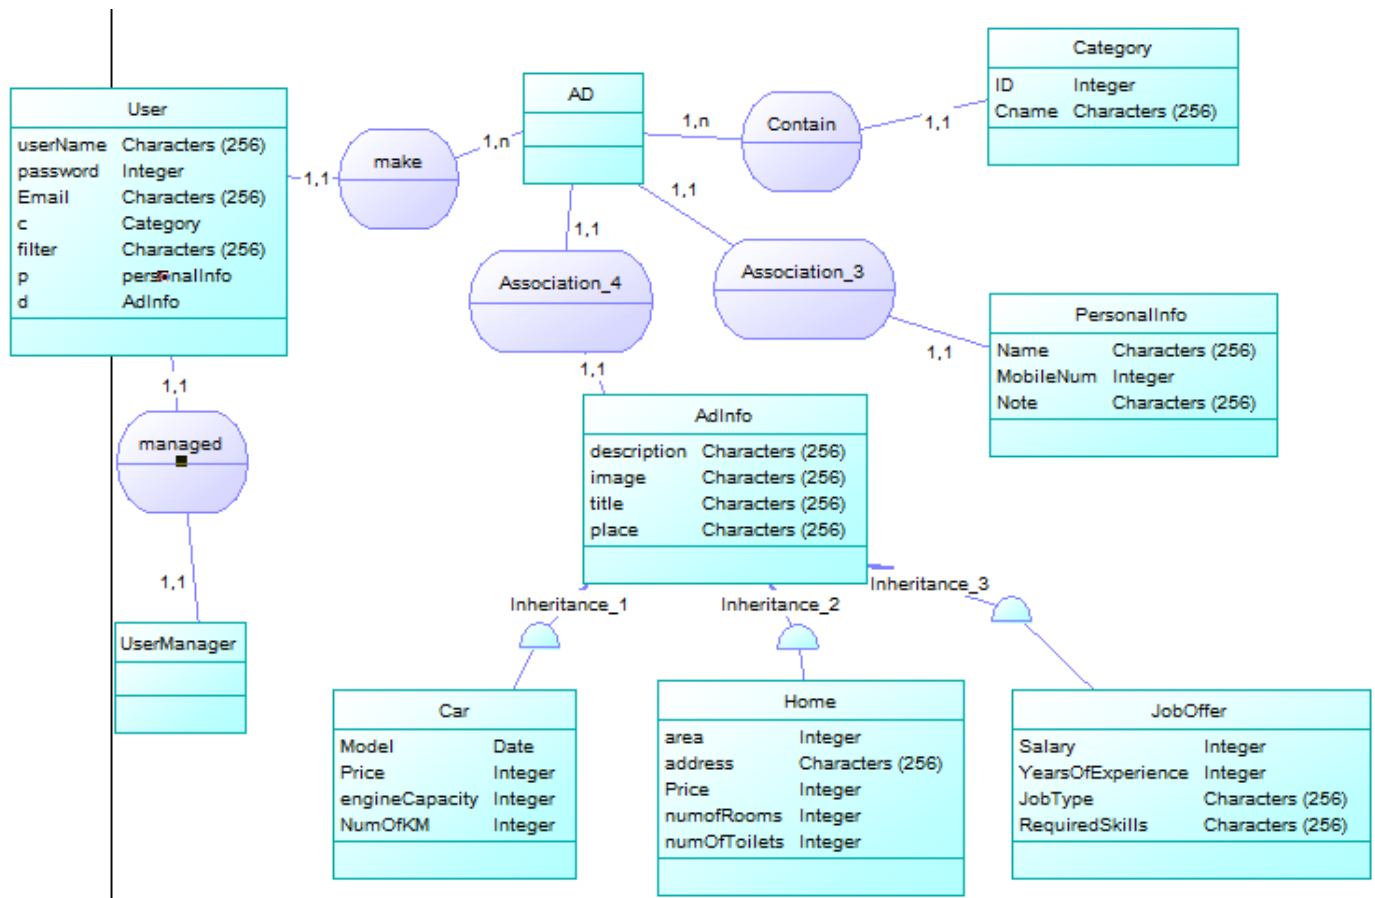 User
userName Characters (256)
password Integer
Email Characters (256)
c Category
filter Characters (256)
p personalInfo
d AdInfo
1,1
make
1,n
AD
1,n
Contain
1,1
Category
ID Integer
Cname Characters (256)
1,1
Association_4
1,1
1,1
Association_3
1,1
PersonalInfo
Name Characters (256)
MobileNum Integer
Note Characters (256)
1,1
managed
1,1
UserManager
AdInfo
description Characters (256)
image Characters (256)
title Characters (256)
place Characters (256)
Inheritance_1
Inheritance_2
Inheritance_3
Car
Model Date
Price Integer
engineCapacity Integer
NumOfKM Integer
Home
area Integer
address Characters (256)
Price Integer
numofRooms Integer
numOfToilets Integer
JobOffer
Salary Integer
YearsOfExperience Integer
JobType Characters (256)
RequiredSkills Characters (256)